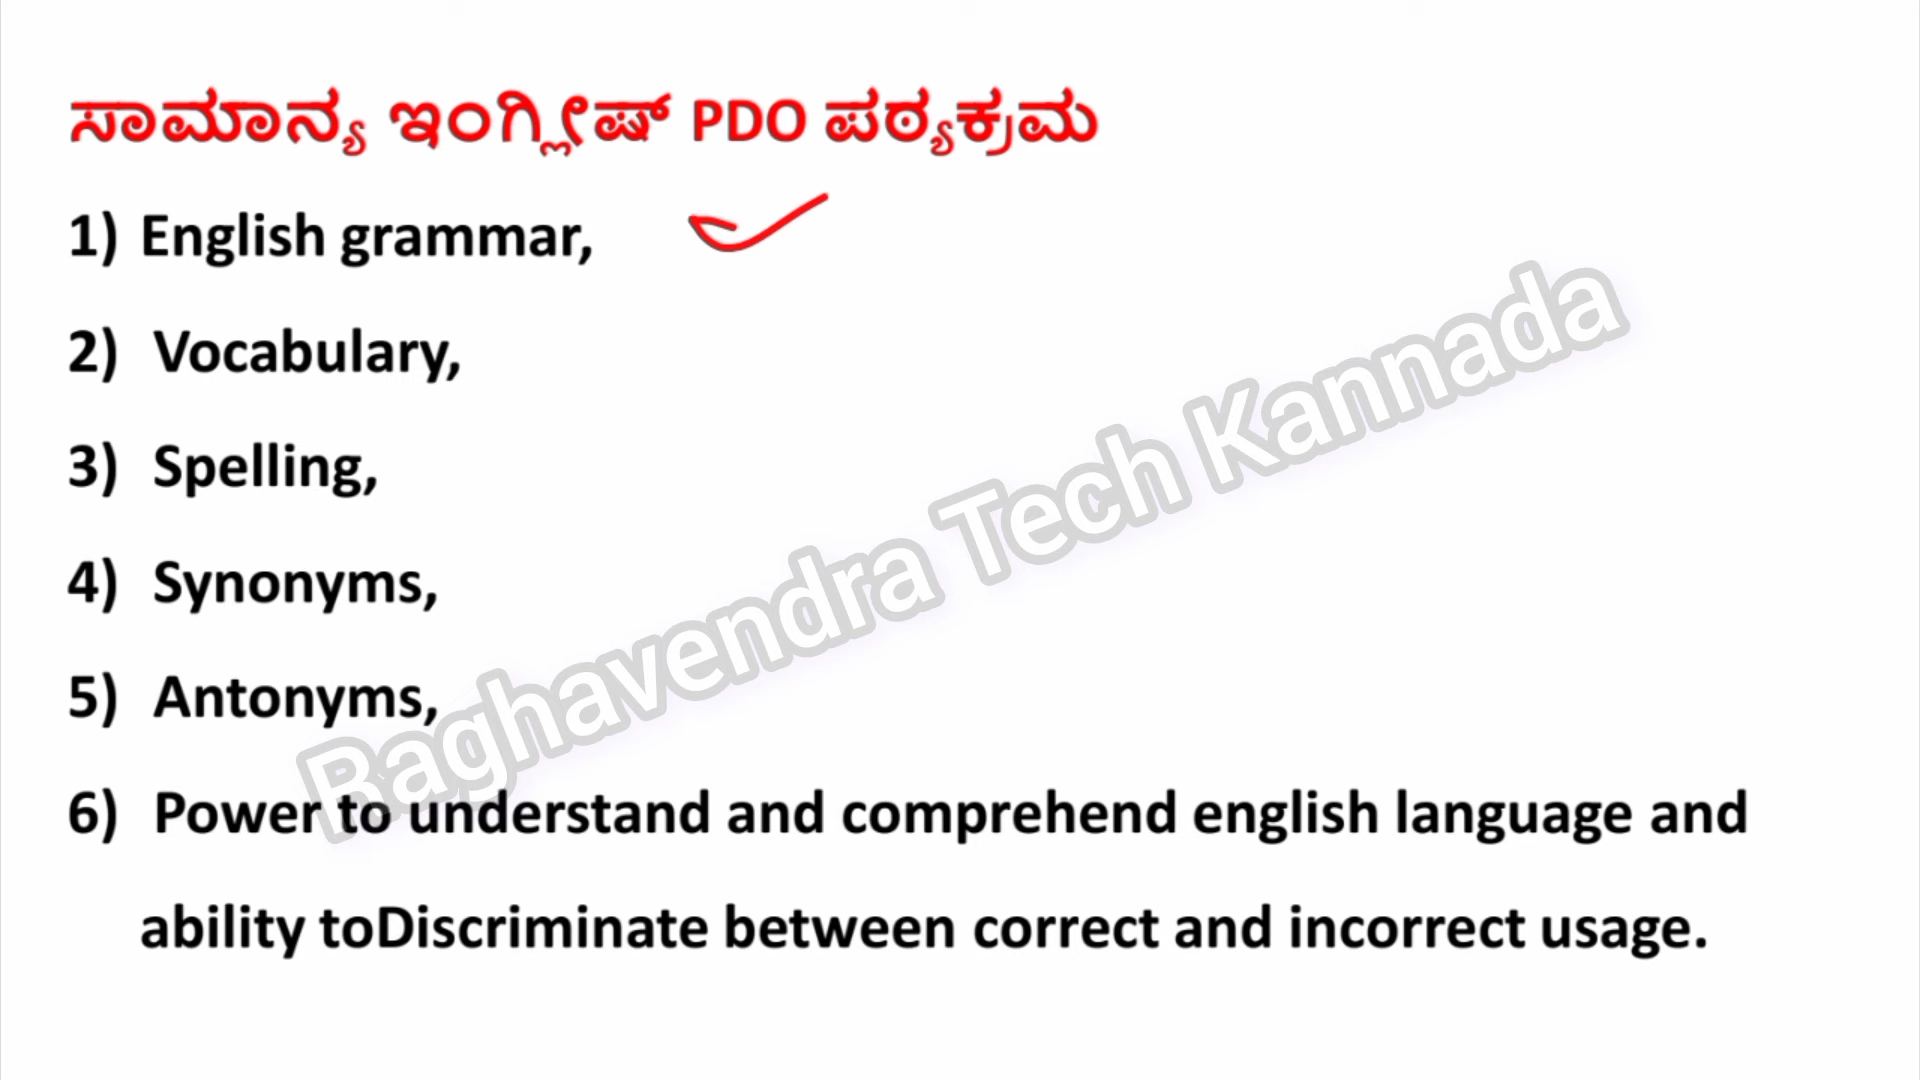 ಸಾಮಾನ್ಯ ಇಂಗ್ಲೀಷ್ PDO ಪಠ್ಯಕ್ರಮ
1) English grammar,
2) Vocabulary,
3) Spelling,
4) Synonyms,
5) Antonyms,
6) Power to understand and comprehend english language and
ability toDiscriminate between correct and incorrect usage.
Raghavendra Tech Kannada